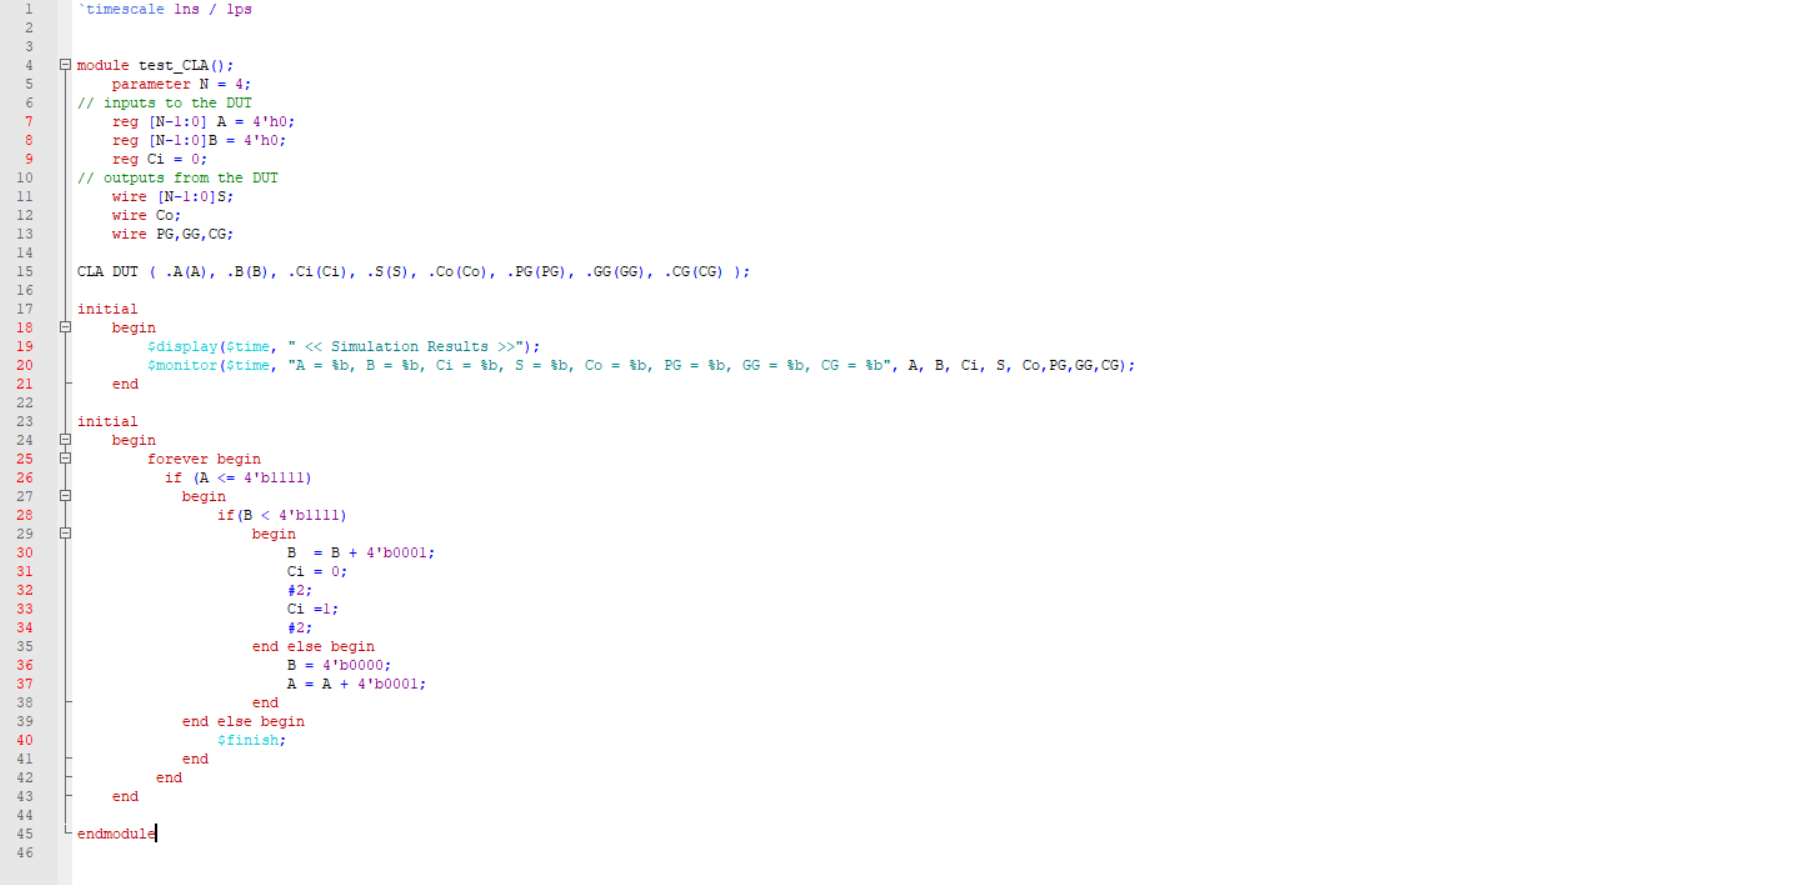 1 `timescale 1ns / 1ps
2
3
4 module test_CLA();
5 parameter N = 4;
6 // inputs to the DUT
7 reg [N-1:0] A = 4'h0;
8 reg [N-1:0]B = 4'h0;
9 reg Ci = 0;
10 // outputs from the DUT
11 wire [N-1:0]S;
12 wire Co;
13 wire PG,GG,CG;
14
15 CLA DUT ( .A(A), .B(B), .Ci(Ci), .S(S), .Co(Co), .PG(PG), .GG(GG), .CG(CG) );
16
17 initial
18 begin
19 $display($time, " << Simulation Results >>");
20 $monitor($time, "A = %b, B = %b, Ci = %b, S = %b, Co = %b, PG = %b, GG = %b, CG = %b", A, B, Ci, S, Co,PG,GG,CG);
21 end
22
23 initial
24 begin
25 forever begin
26 if (A <= 4'b1111)
27 begin
28 if(B < 4'b1111)
29 begin
30 B  = B + 4'b0001;
31 Ci = 0;
32 #2;
33 Ci =1;
34 #2;
35 end else begin
36 B = 4'b0000;
37 A = A + 4'b0001;
38 end
39 end else begin
40 $finish;
41 end
42 end
43 end
44
45 endmodule
46